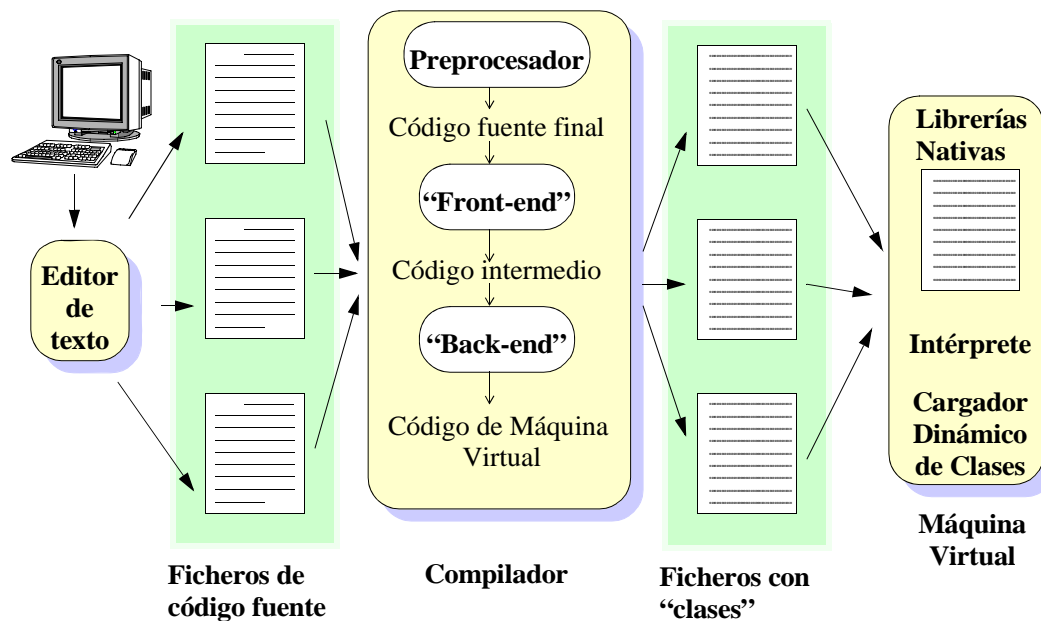 Editor
de
texto
Ficheros de
código fuente
Preprocesador
Código fuente final
“Front-end”
Código intermedio
“Back-end”
Código de Máquina
Virtual
Compilador
Ficheros con
“clases”
Librerías
Nativas
Intérprete
Cargador
Dinámico
de Clases
Máquina
Virtual